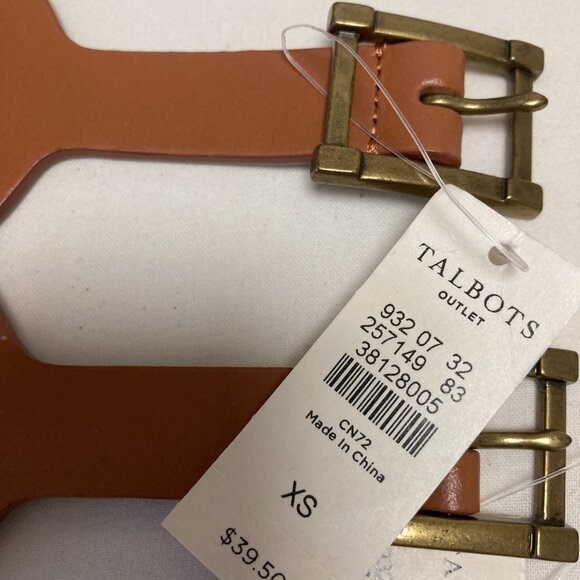 TALBOTS
OUTLET
932 07 32
257149 83
38128005
CN72
Made In China
XS
$39.50